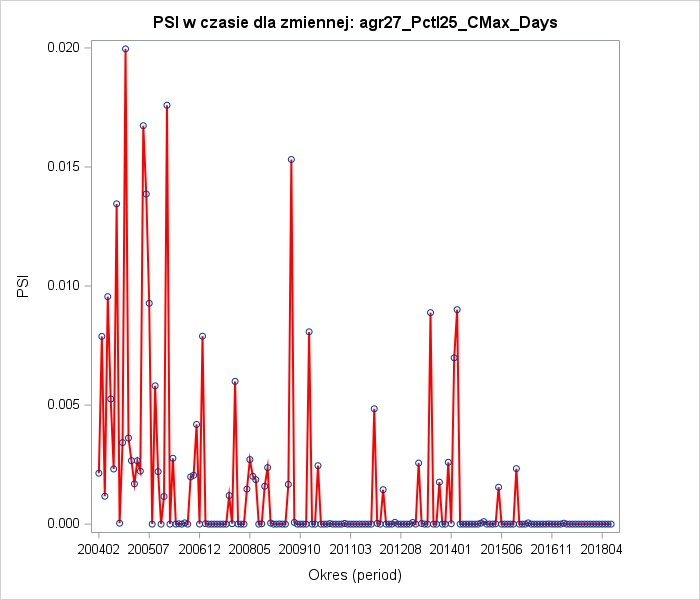 PSI w czasie dla zmiennej: agr27_Pctl25_CMax_Days
0.020
0.015
0.010
0.005
0.000
PSI
200402 200507 200612 200805 200910 201103 201208 201401 201506 201611 201804
Okres (period)